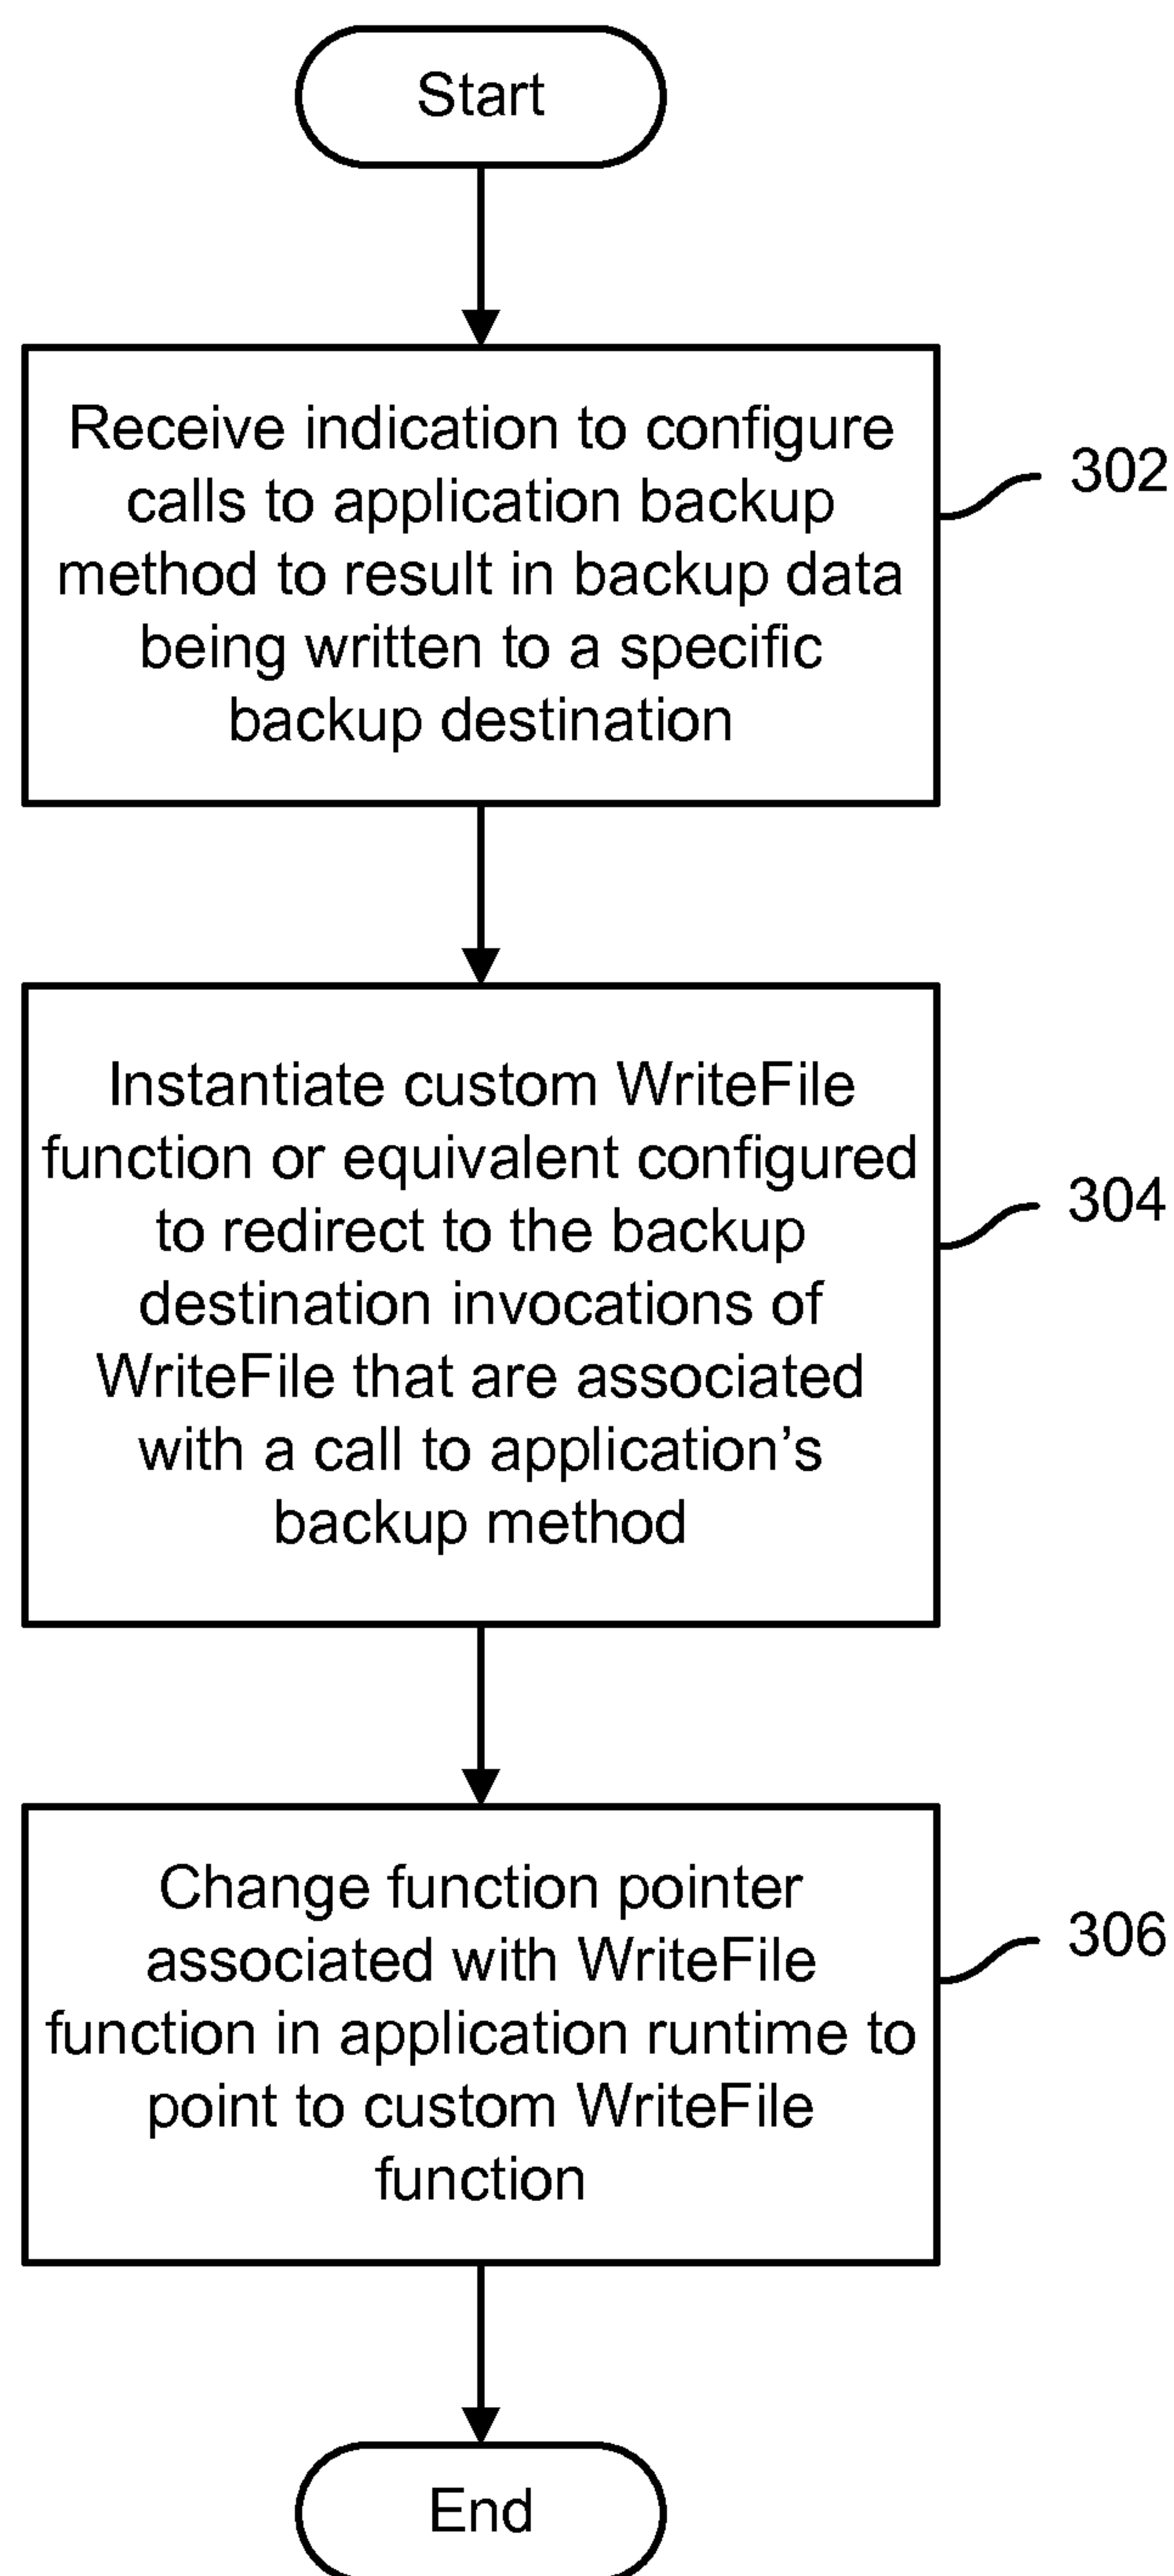 Start
Receive indication to configure
calls to application backup
method to result in backup data
being written to a specific
backup destination
302
Instantiate custom WriteFile
function or equivalent configured
to redirect to the backup
destination invocations of
WriteFile that are associated
with a call to application’s
backup method
304
Change function pointer
associated with WriteFile
function in application runtime to
point to custom WriteFile
function
306
End